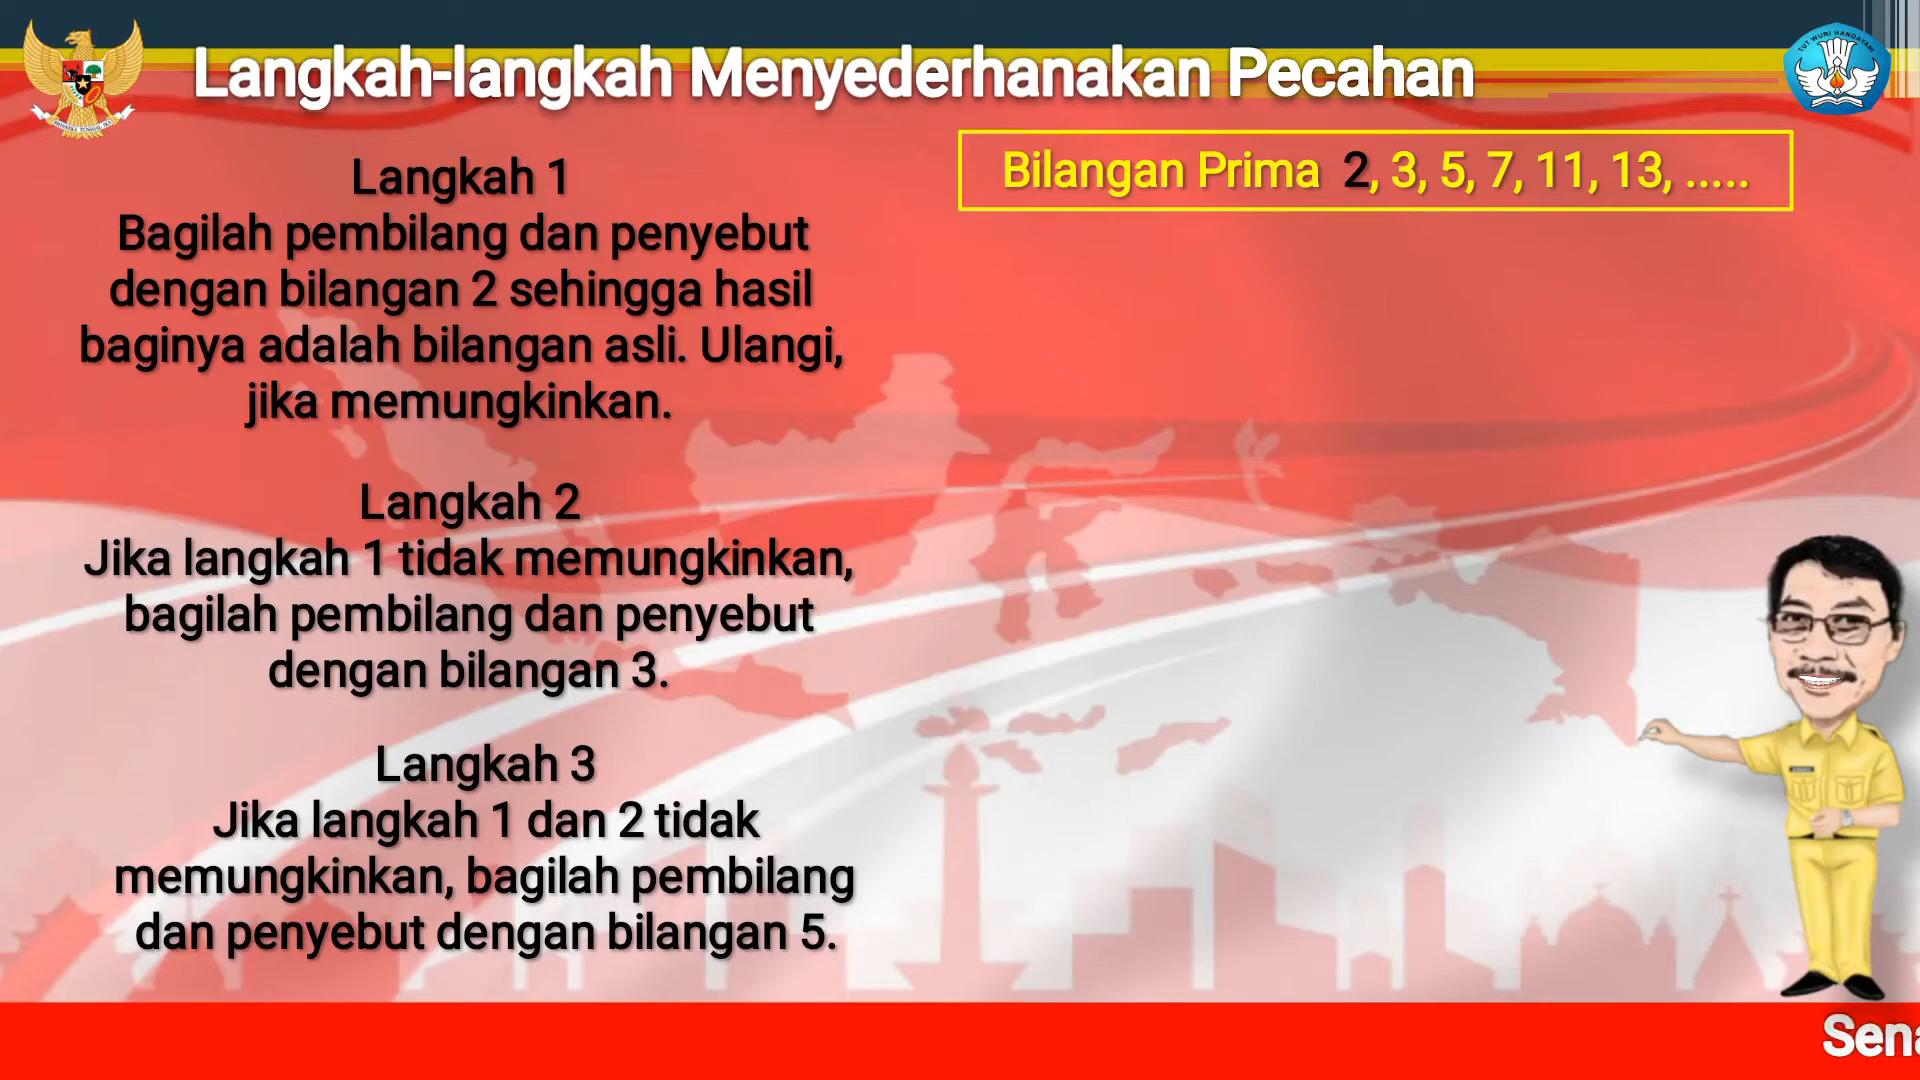 Langkah-langkah Menyederhanakan Pecahan
TUT WURI HANDAYANI
Bilangan Prima 2, 3, 5, 7, 11, 13, .....
Langkah 1
Bagilah pembilang dan penyebut
dengan bilangan 2 sehingga hasil
baginya adalah bilangan asli. Ulangi,
jika memungkinkan.
Langkah 2
Jika langkah 1 tidak memungkinkan,
bagilah pembilang dan penyebut
dengan bilangan 3.
Langkah 3
Jika langkah 1 dan 2 tidak
memungkinkan, bagilah pembilang
dan penyebut dengan bilangan 5.